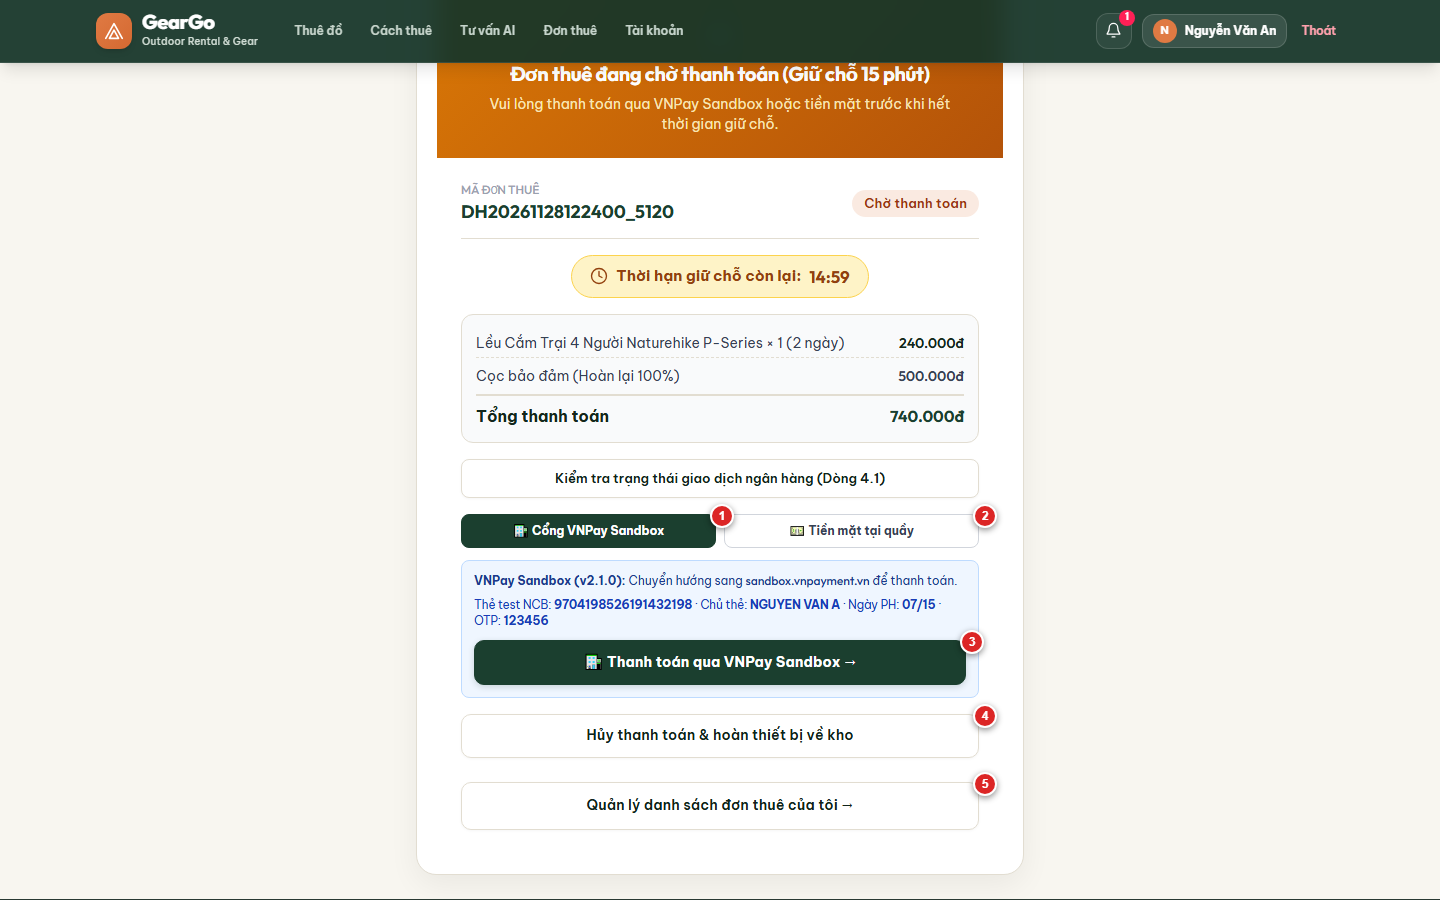 GearGo
Outdoor Rental & Gear
Thuê đồ
Cách thuê
Tư vấn AI
Đơn thuê
Tài khoản
1
N
Nguyễn Văn An
Thoát
Đơn thuê đang chờ thanh toán (Giữ chỗ 15 phút)
Vui lòng thanh toán qua VNPay Sandbox hoặc tiền mặt trước khi hết
thời gian giữ chỗ.
MÃ ĐƠN THUÊ
DH20261128122400_5120
Chờ thanh toán
Thời hạn giữ chỗ còn lại: 14:59
Lều Cắm Trại 4 Người Naturehike P-Series × 1 (2 ngày)
240.000đ
Cọc bảo đảm (Hoàn lại 100%)
500.000đ
Tổng thanh toán
740.000đ
Kiểm tra trạng thái giao dịch ngân hàng (Dòng 4.1)
Cổng VNPay Sandbox
1
Tiền mặt tại quầy
2
VNPay Sandbox (v2.1.0): Chuyển hướng sang sandbox.vnpayment.vn để thanh toán.
Thẻ test NCB: 9704198526191432198 · Chủ thẻ: NGUYEN VAN A · Ngày PH: 07/15 ·
OTP: 123456
3
Thanh toán qua VNPay Sandbox →
4
Hủy thanh toán & hoàn thiết bị về kho
5
Quản lý danh sách đơn thuê của tôi →